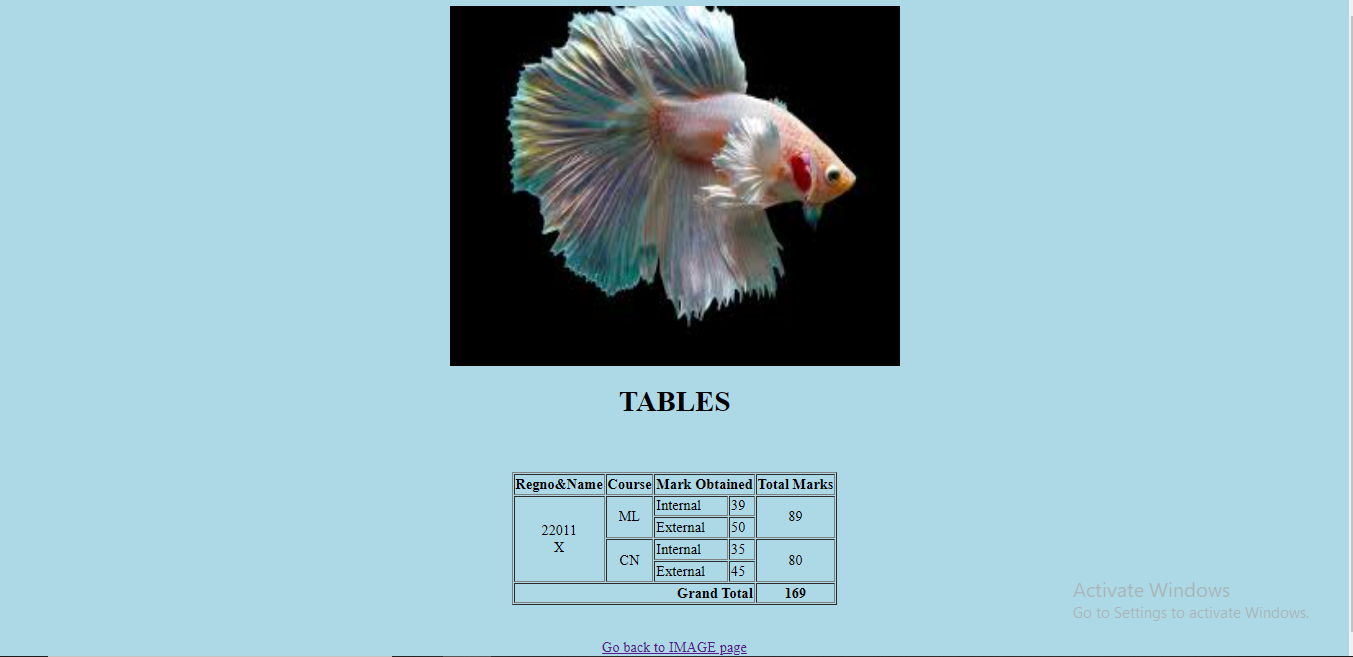 TABLES
Regno&Name Course Mark Obtained Total Marks
22011
X
ML
Internal 39
External 50
89
CN
Internal 35
External 45
80
Grand Total 169
Activate Windows
Go to Settings to activate Windows.
Go back to IMAGE page